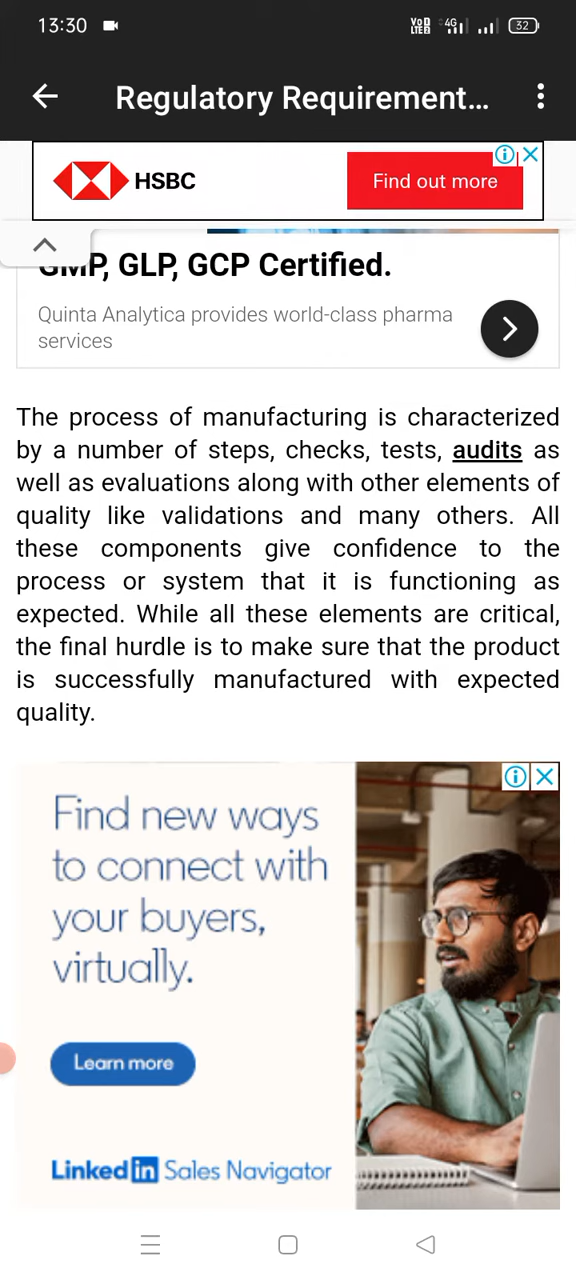 13:30 VoD LTE2 4G 32
Regulatory Requirement...
HSBC Find out more
GMP, GLP, GCP Certified.
Quinta Analytica provides world-class pharma
services
The process of manufacturing is characterized
by a number of steps, checks, tests, audits as
well as evaluations along with other elements of
quality like validations and many others. All
these components give confidence to the
process or system that it is functioning as
expected. While all these elements are critical,
the final hurdle is to make sure that the product
is successfully manufactured with expected
quality.
Find new ways
to connect with
your buyers,
virtually.
Learn more
LinkedIn Sales Navigator